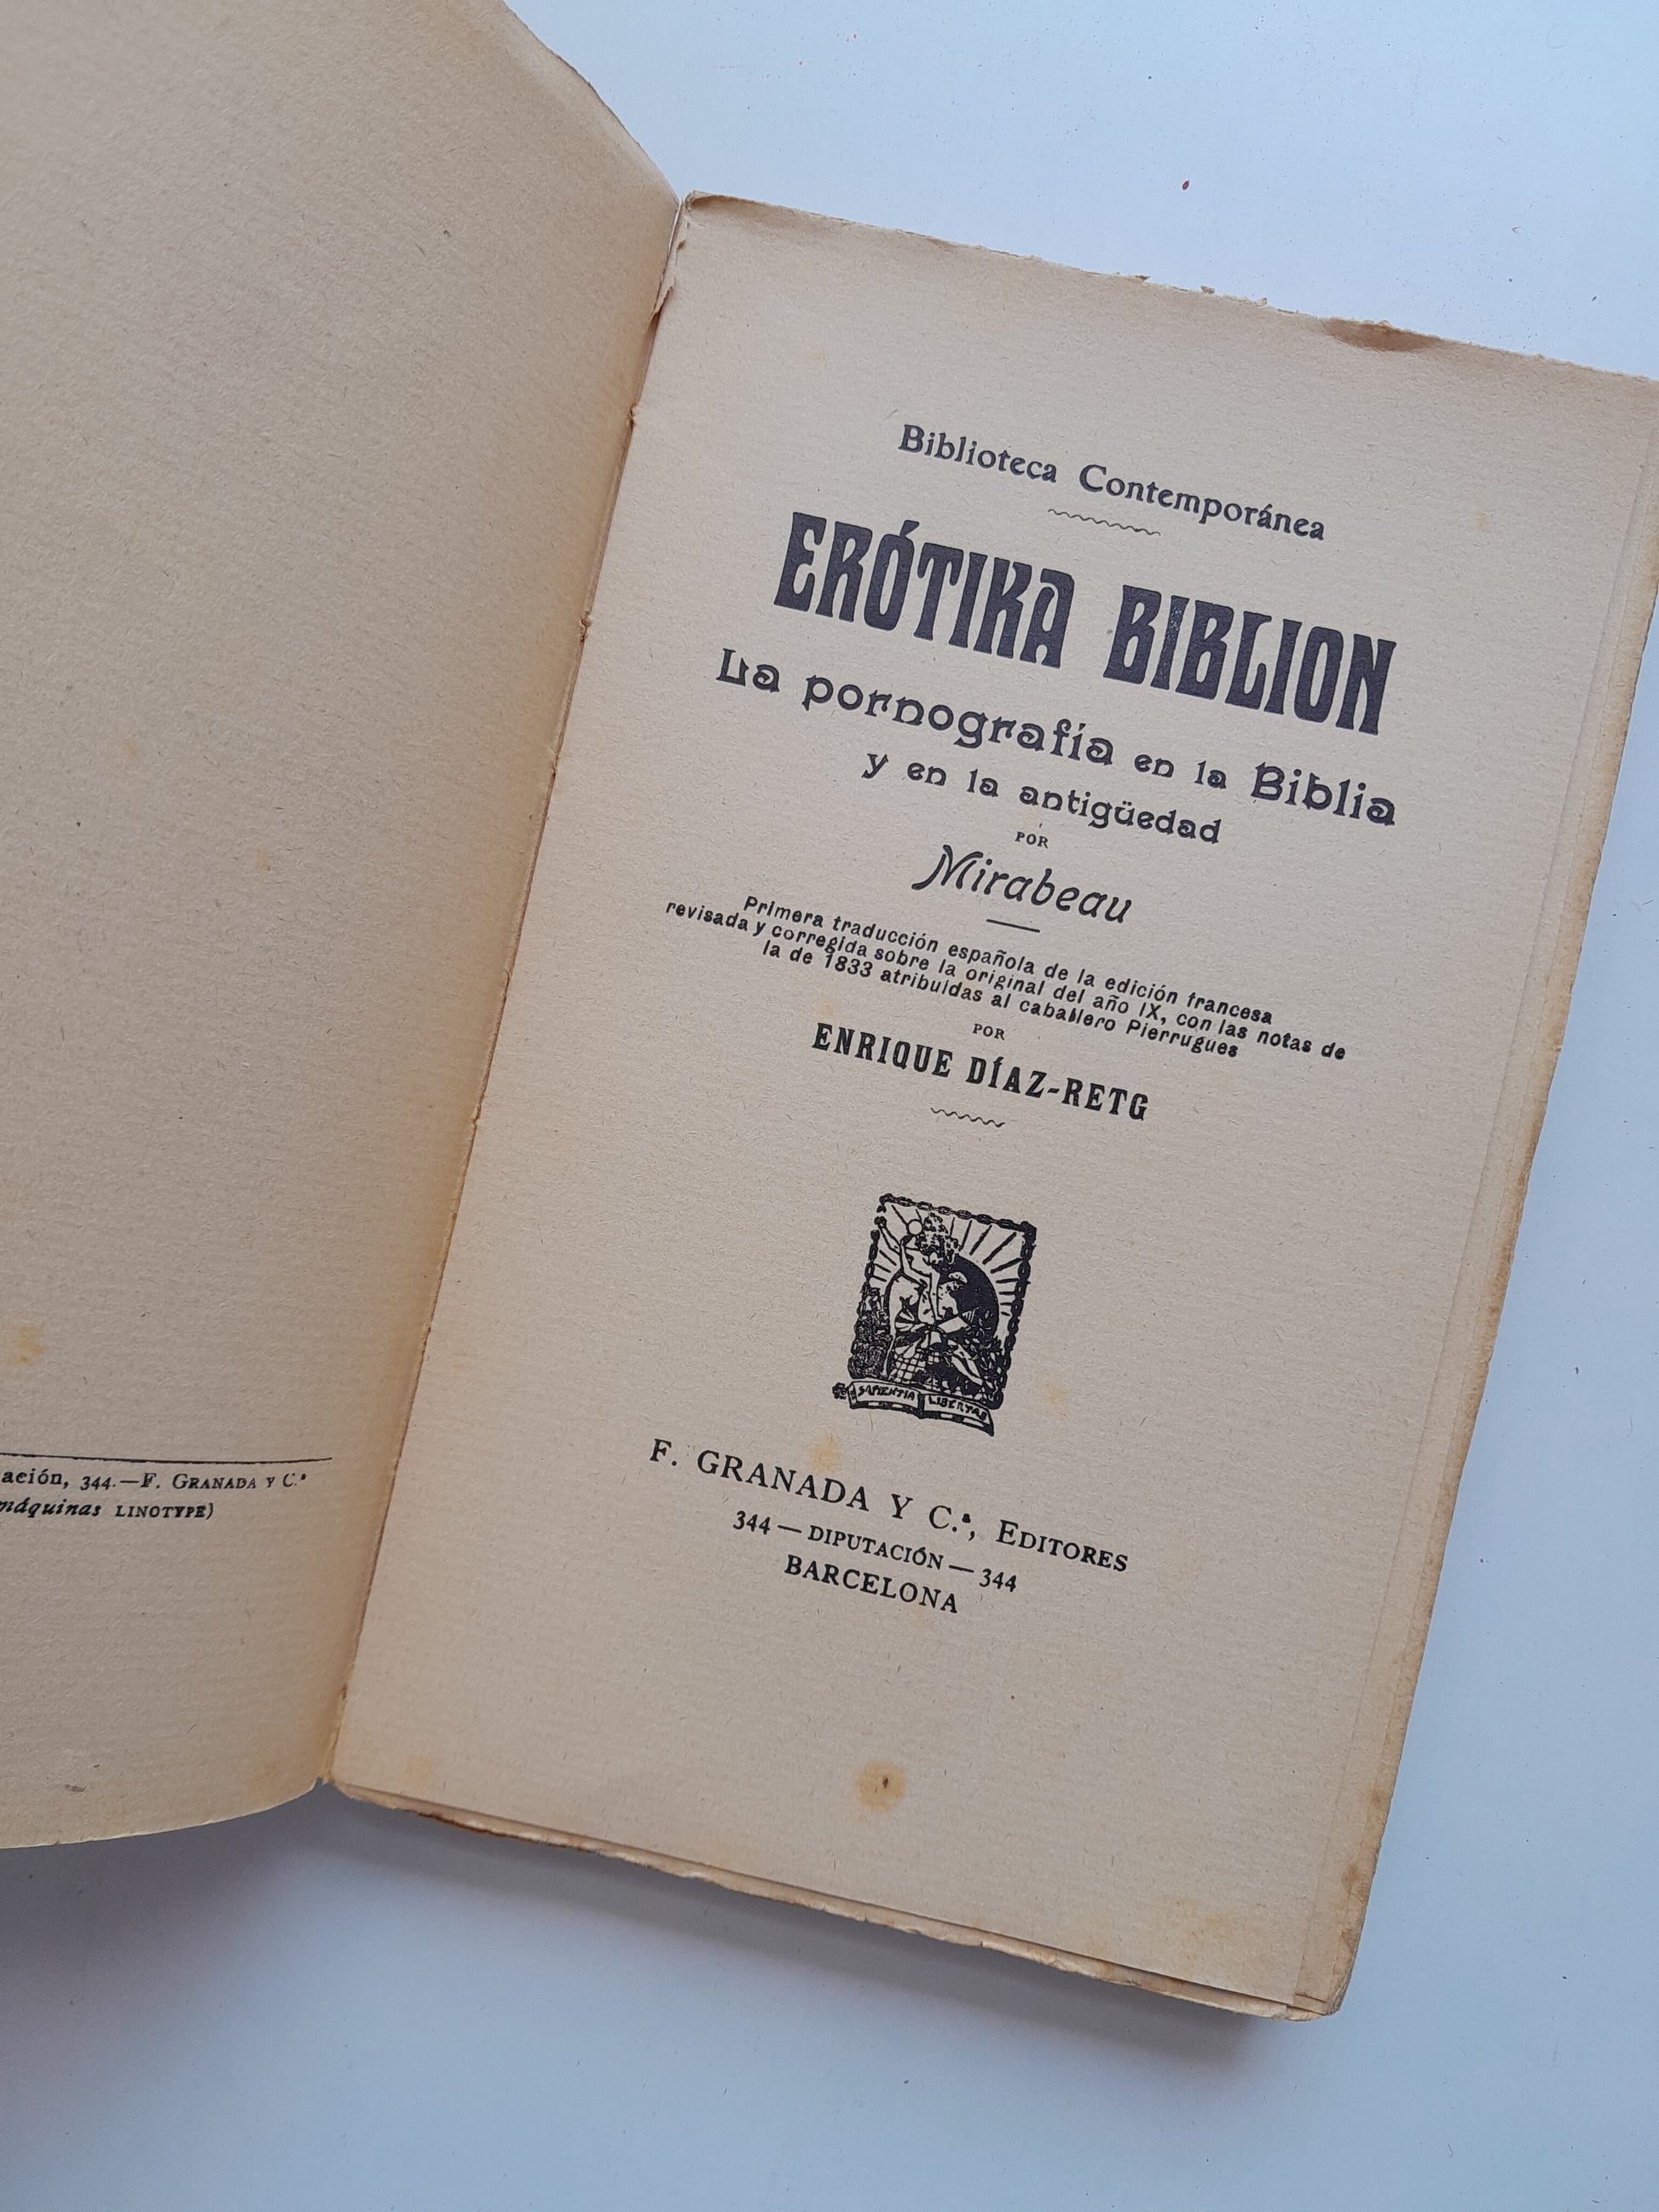 ación, 344.—F. GRANADA Y C.ª
máquinas LINOTYPE)
Biblioteca Contemporánea
ERÓTIKA BIBLION
La pornografía en la Biblia
y en la antigüedad
POR
Mirabeau
Primera traducción española de la edición francesa
revisada y corregida sobre la original del año IX, con las notas de
la de 1833 atribuidas al caballero Pierrugues
POR
ENRIQUE DÍAZ-RETG
SAPIENTIA LIBERTAS
F. GRANADA Y C.ª, EDITORES
344 — DIPUTACIÓN — 344
BARCELONA